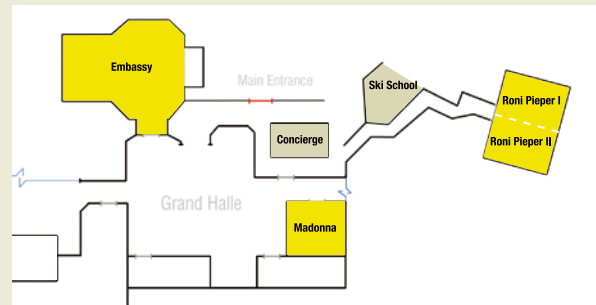 Embassy
Main Entrance
Ski School
Roni Pieper I
Concierge
Roni Pieper II
Grand Halle
Madonna